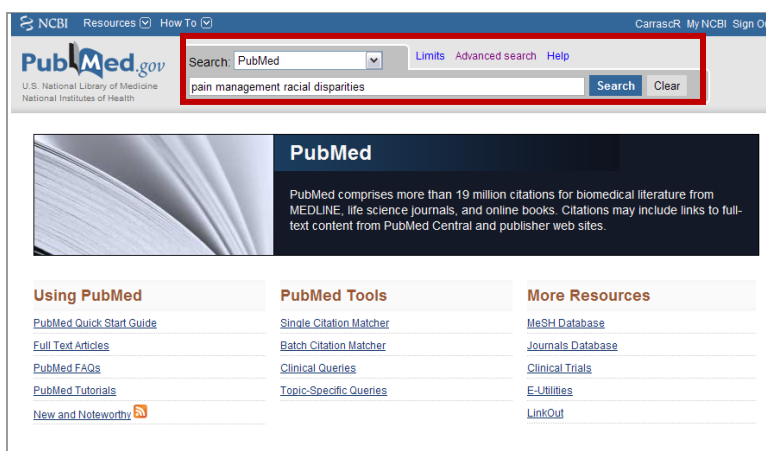 NCBI Resources How To CarrascR My NCBI Sign Ou
PubMed.gov
U.S. National Library of Medicine
National Institutes of Health
Search: PubMed Limits Advanced search Help
pain management racial disparities Search Clear
PubMed
PubMed comprises more than 19 million citations for biomedical literature from
MEDLINE, life science journals, and online books. Citations may include links to full-
text content from PubMed Central and publisher web sites.
Using PubMed
PubMed Quick Start Guide
Full Text Articles
PubMed FAQs
PubMed Tutorials
New and Noteworthy
PubMed Tools
Single Citation Matcher
Batch Citation Matcher
Clinical Queries
Topic-Specific Queries
More Resources
MeSH Database
Journals Database
Clinical Trials
E-Utilities
LinkOut